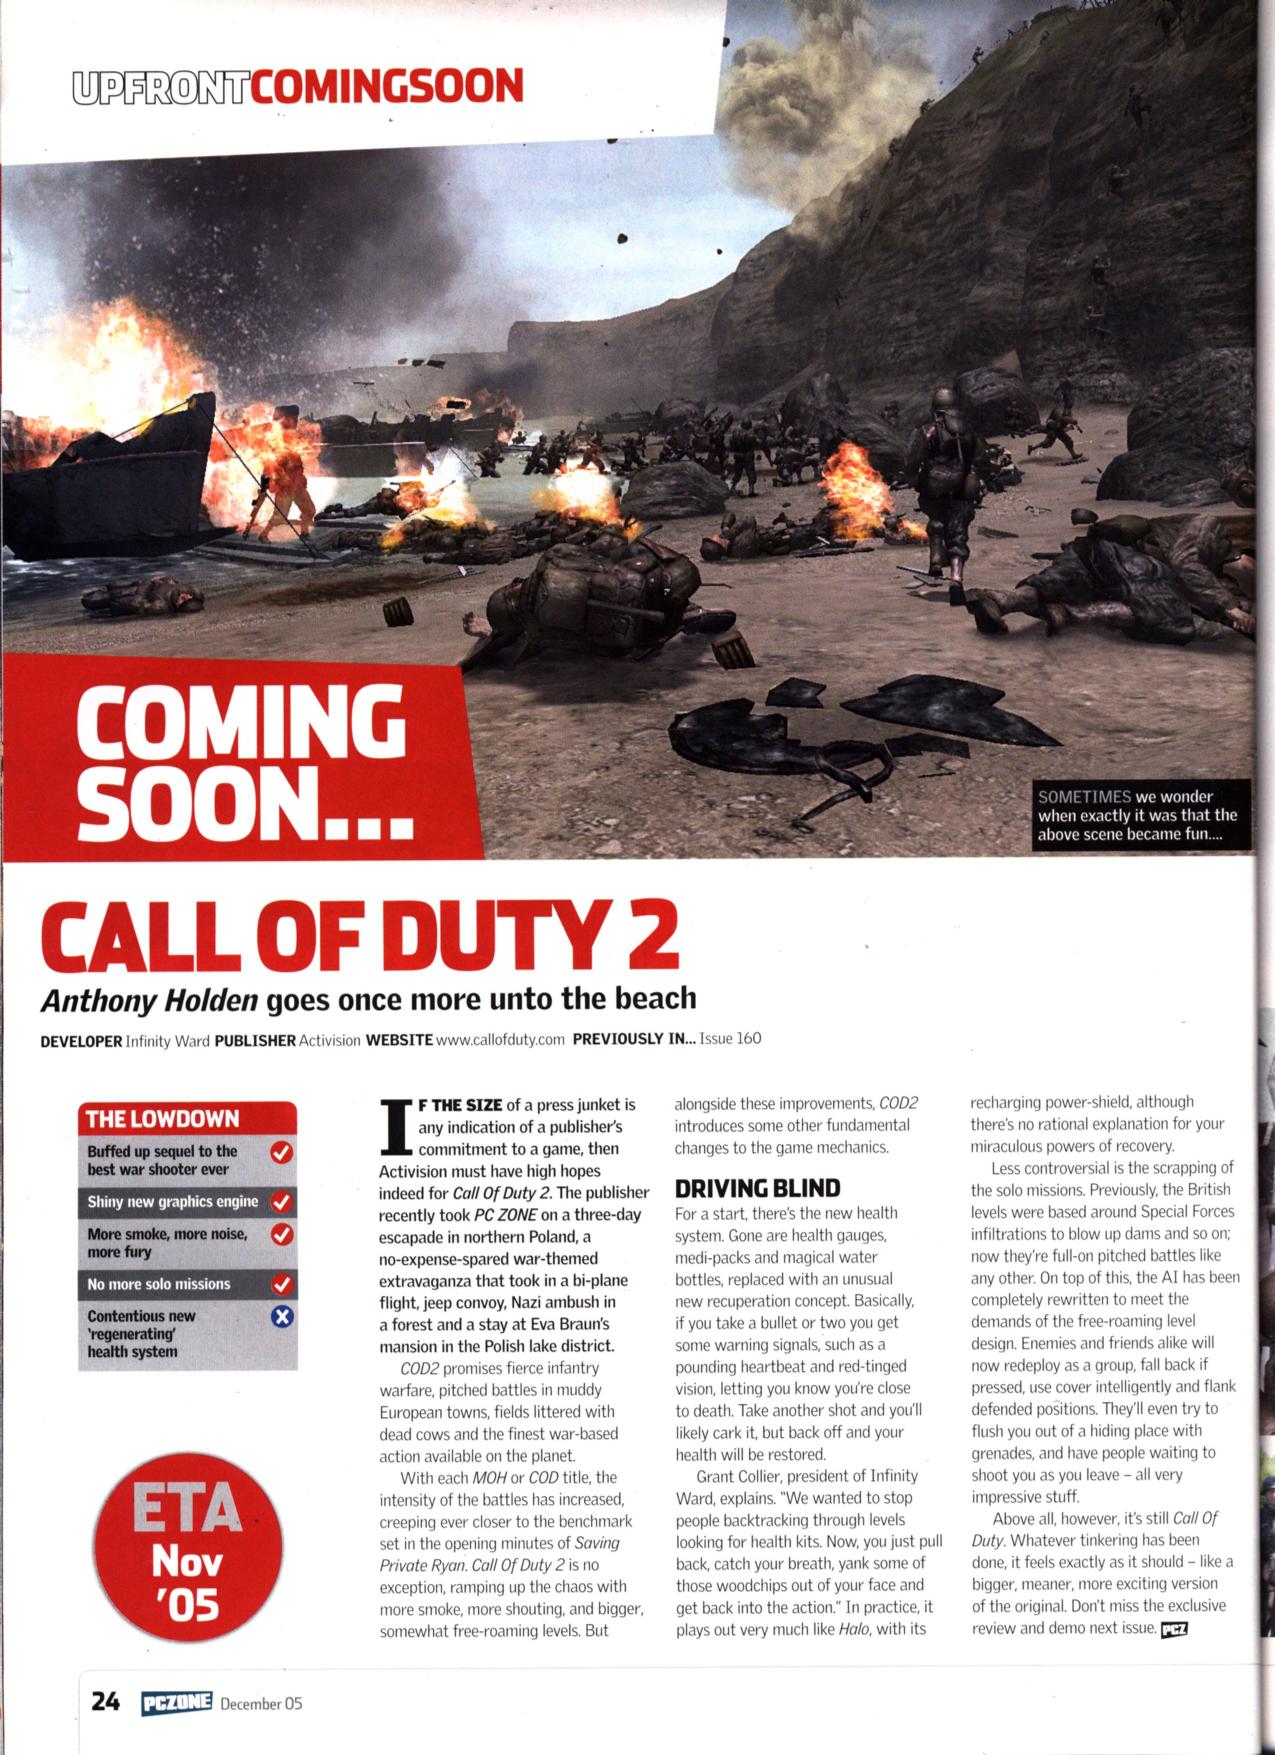 UPFRONTCOMINGSOON
COMING
SOON...
SOMETIMES we wonder
when exactly it was that the
above scene became fun....
CALL OF DUTY 2
Anthony Holden goes once more unto the beach
DEVELOPER Infinity Ward PUBLISHER Activision WEBSITE www.callofduty.com PREVIOUSLY IN... Issue 160
THE LOWDOWN
Buffed up sequel to the
best war shooter ever
Shiny new graphics engine
More smoke, more noise,
more fury
No more solo missions
Contentious new
'regenerating'
health system
ETA
Nov
'05
IF THE SIZE of a press junket is
any indication of a publisher's
commitment to a game, then
Activision must have high hopes
indeed for Call Of Duty 2. The publisher
recently took PC ZONE on a three-day
escapade in northern Poland, a
no-expense-spared war-themed
extravaganza that took in a bi-plane
flight, jeep convoy, Nazi ambush in
a forest and a stay at Eva Braun's
mansion in the Polish lake district.
COD2 promises fierce infantry
warfare, pitched battles in muddy
European towns, fields littered with
dead cows and the finest war-based
action available on the planet.
With each MOH or COD title, the
intensity of the battles has increased,
creeping ever closer to the benchmark
set in the opening minutes of Saving
Private Ryan. Call Of Duty 2 is no
exception, ramping up the chaos with
more smoke, more shouting, and bigger,
somewhat free-roaming levels. But
alongside these improvements, COD2
introduces some other fundamental
changes to the game mechanics.
DRIVING BLIND
For a start, there's the new health
system. Gone are health gauges,
medi-packs and magical water
bottles, replaced with an unusual
new recuperation concept. Basically,
if you take a bullet or two you get
some warning signals, such as a
pounding heartbeat and red-tinged
vision, letting you know you're close
to death. Take another shot and you'll
likely cark it, but back off and your
health will be restored.
Grant Collier, president of Infinity
Ward, explains. "We wanted to stop
people backtracking through levels
looking for health kits. Now, you just pull
back, catch your breath, yank some of
those woodchips out of your face and
get back into the action." In practice, it
plays out very much like Halo, with its
recharging power-shield, although
there's no rational explanation for your
miraculous powers of recovery.
Less controversial is the scrapping of
the solo missions. Previously, the British
levels were based around Special Forces
infiltrations to blow up dams and so on;
now they're full-on pitched battles like
any other. On top of this, the AI has been
completely rewritten to meet the
demands of the free-roaming level
design. Enemies and friends alike will
now redeploy as a group, fall back if
pressed, use cover intelligently and flank
defended positions. They'll even try to
flush you out of a hiding place with
grenades, and have people waiting to
shoot you as you leave – all very
impressive stuff.
Above all, however, it's still Call Of
Duty. Whatever tinkering has been
done, it feels exactly as it should – like a
bigger, meaner, more exciting version
of the original. Don't miss the exclusive
review and demo next issue. PCZ
24 PCZONE December 05